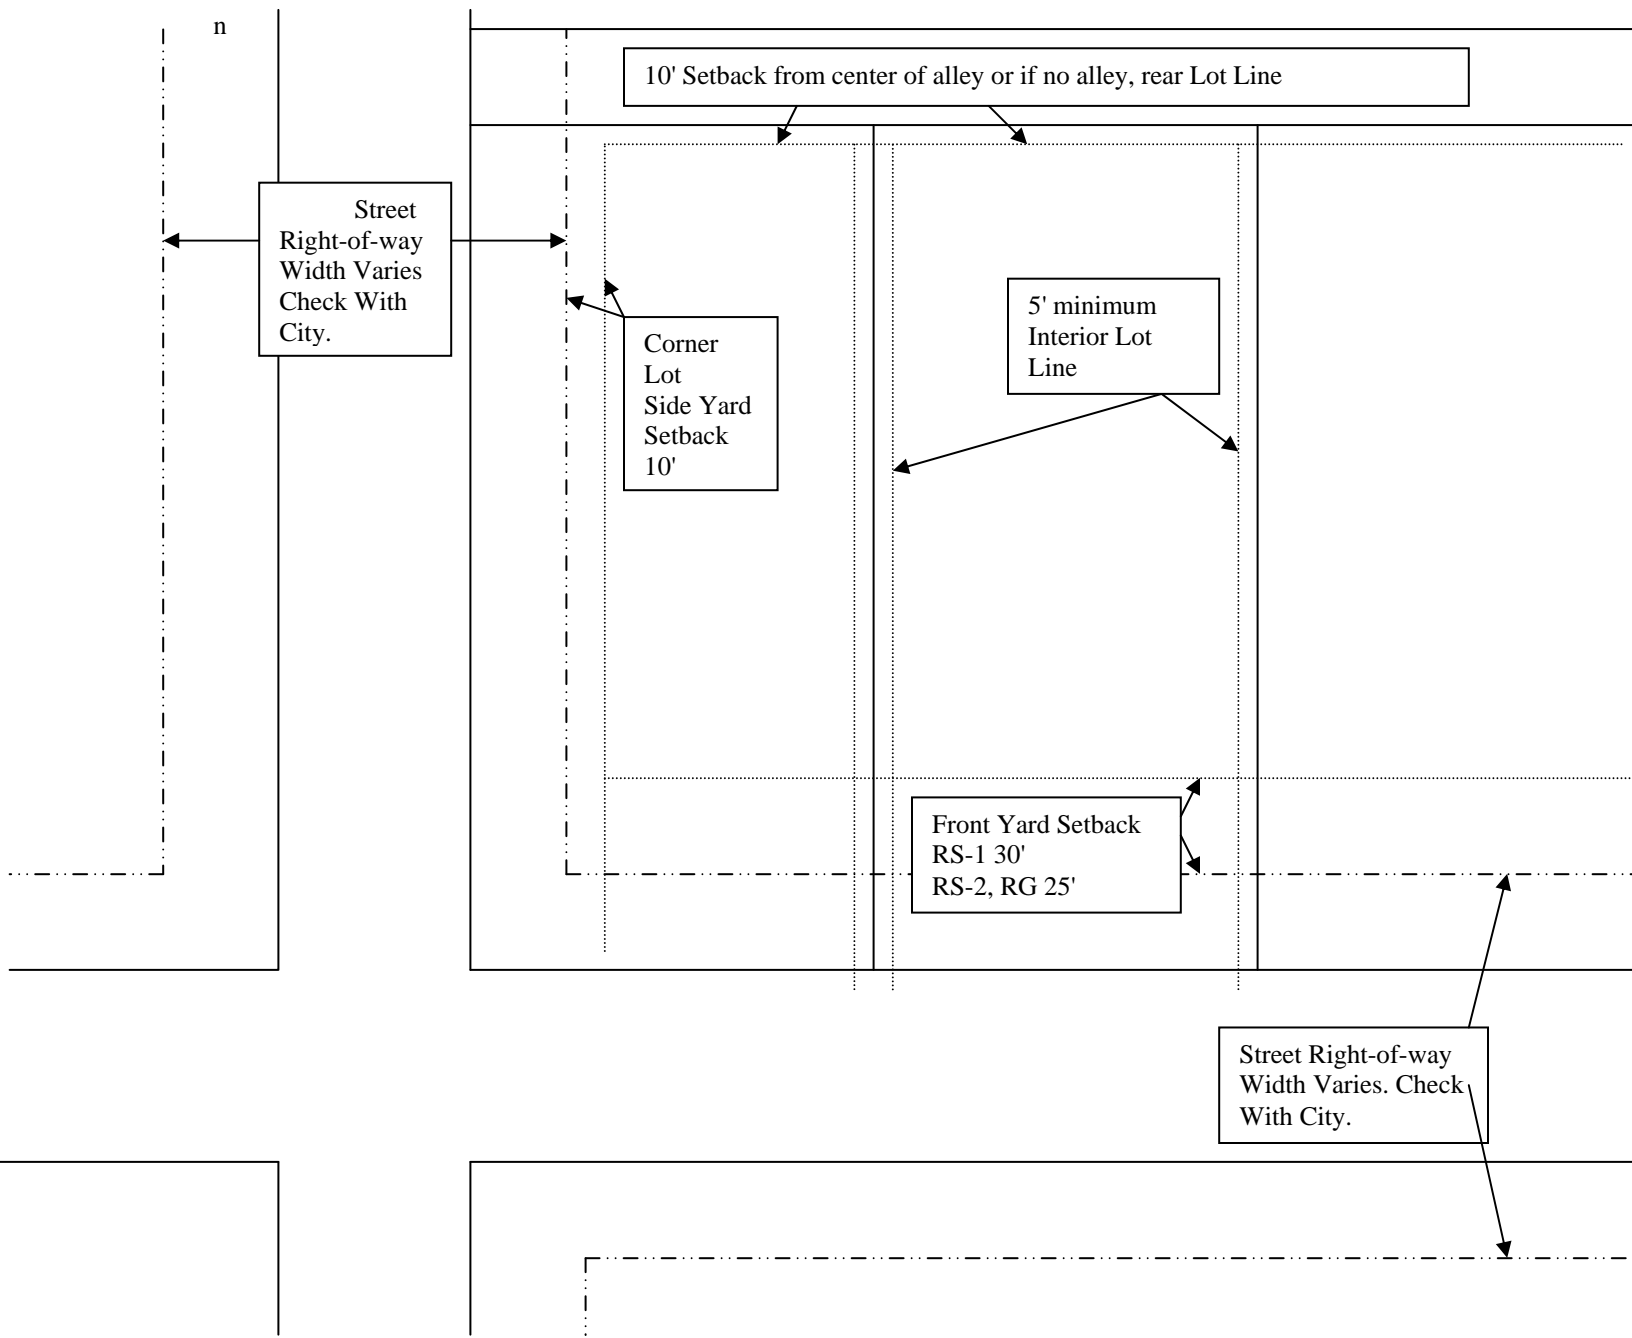 n
10' Setback from center of alley or if no alley, rear Lot Line
Street
Right-of-way
Width Varies
Check With
City.
Corner
Lot
Side Yard
Setback
10'
5' minimum
Interior Lot
Line
Front Yard Setback
RS-1 30'
RS-2, RG 25'
Street Right-of-way
Width Varies. Check
With City.